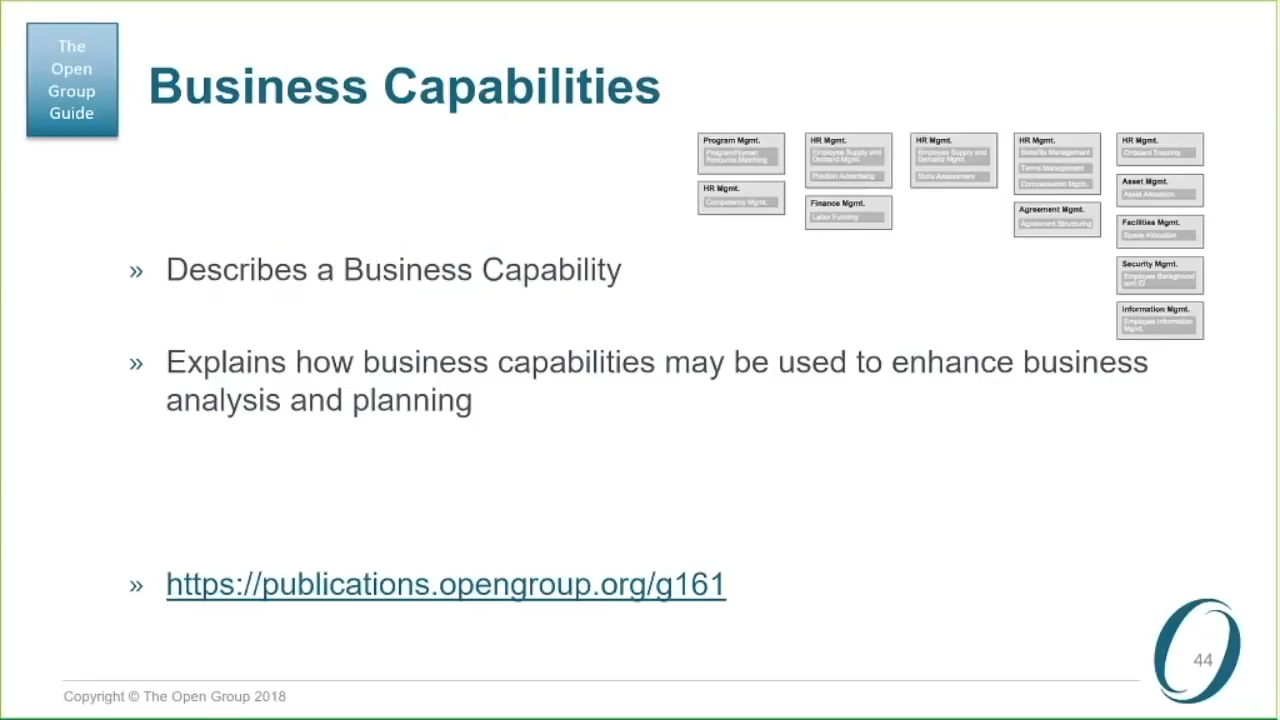 The
Open
Group
Guide
Business Capabilities
Program Mgmt.
Program/Human
Resource Matching
HR Mgmt.
Competency Mgmt.
HR Mgmt.
Employee Supply and
Demand Mgmt.
Position Advertising
Finance Mgmt.
Labor Funding
HR Mgmt.
Employee Supply and
Demand Mgmt.
Skills Assessment
HR Mgmt.
Benefits Management
Terms Management
Compensation Mgmt.
Agreement Mgmt.
Agreement Structuring
HR Mgmt.
Onboard Tracking
Asset Mgmt.
Asset Allocation
Facilities Mgmt.
Space Allocation
Security Mgmt.
Employee Background
and ID
Information Mgmt.
Employee Information
Mgmt.
» Describes a Business Capability
» Explains how business capabilities may be used to enhance business
analysis and planning
» https://publications.opengroup.org/g161
44
Copyright © The Open Group 2018